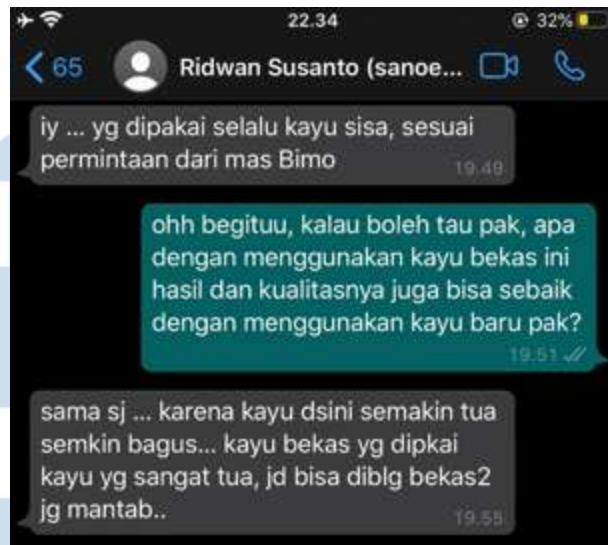 22.34
32%
65
Ridwan Susanto (sanoe...
iy ... yg dipakai selalu kayu sisa, sesuai
permintaan dari mas Bimo
19.49
ohh begituu, kalau boleh tau pak, apa
dengan menggunakan kayu bekas ini
hasil dan kualitasnya juga bisa sebaik
dengan menggunakan kayu baru pak?
19.51
sama sj ... karena kayu dsini semakin tua
semkin bagus... kayu bekas yg dipkai
kayu yg sangat tua, jd bisa diblg bekas2
jg mantab..
19.55